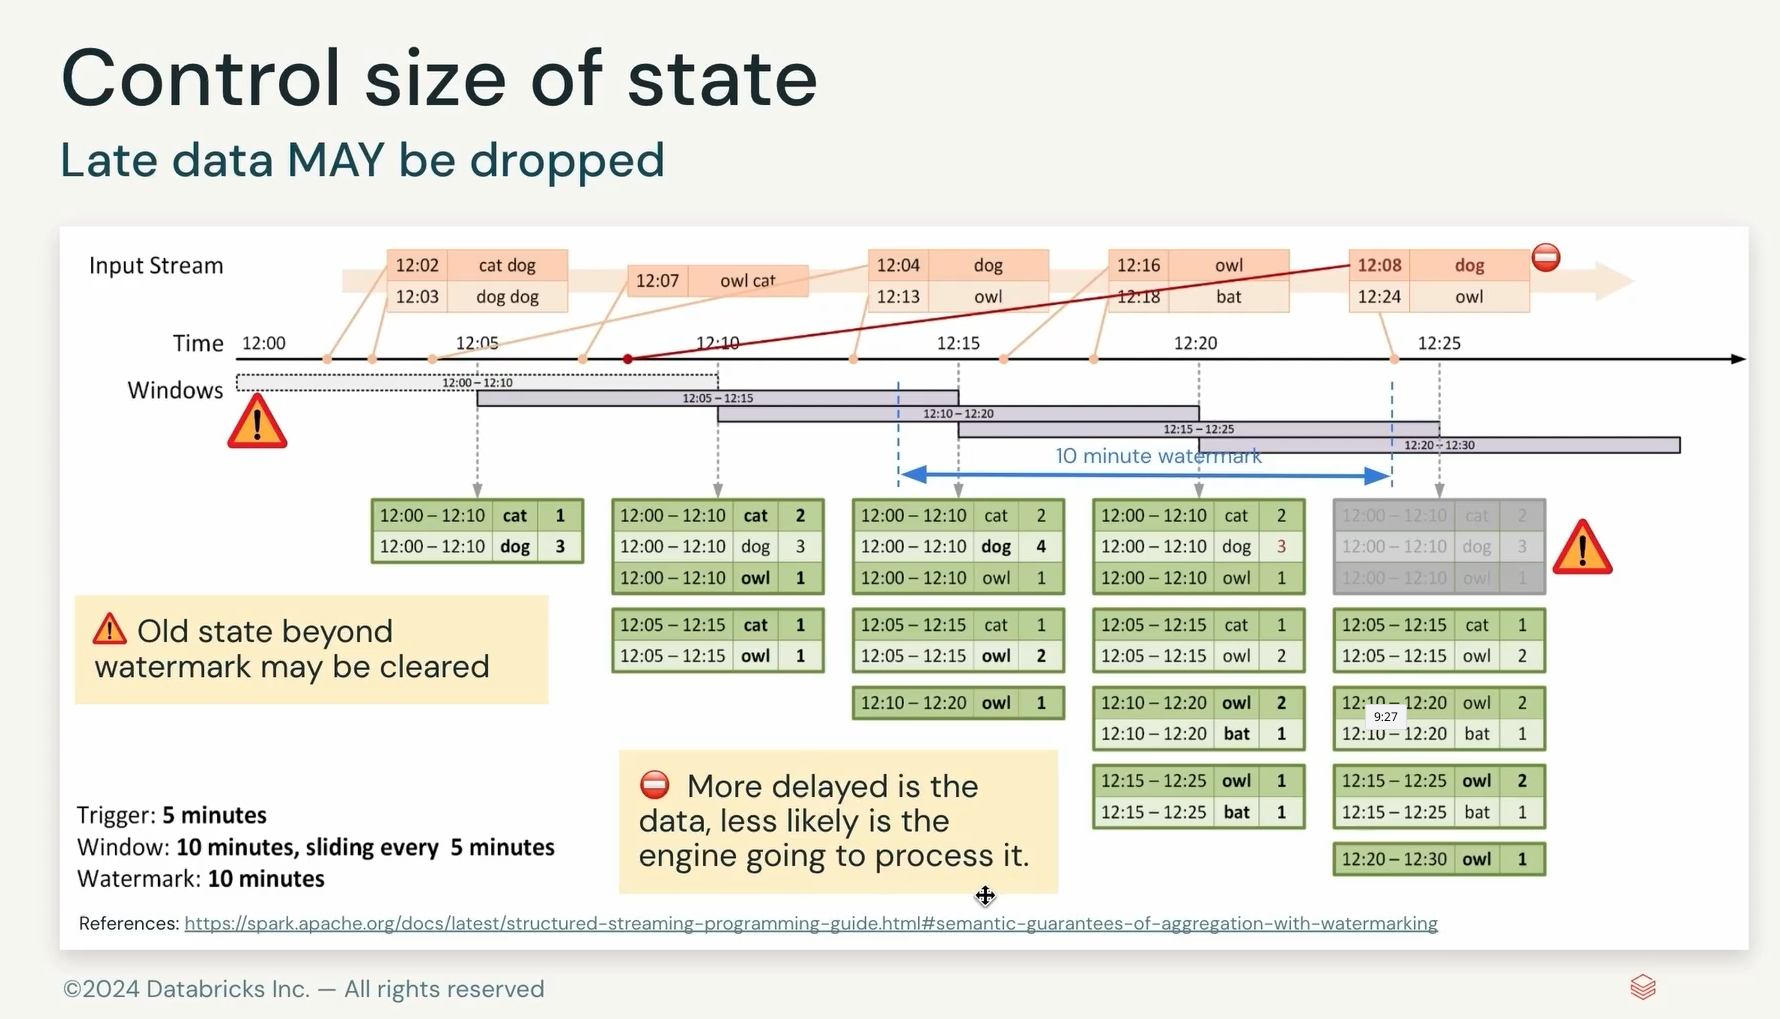 Control size of state
Late data MAY be dropped
Input Stream
12:02 cat dog
12:03 dog dog
12:07 owl cat
12:04 dog
12:13 owl
12:16 owl
12:18 bat
12:08 dog
12:24 owl
Time 12:00 12:05 12:10 12:15 12:20 12:25
Windows
12:00 – 12:10
12:05 – 12:15
12:10 – 12:20
12:15 – 12:25
12:20 – 12:30
10 minute watermark
12:00 – 12:10 cat 1
12:00 – 12:10 dog 3
12:00 – 12:10 cat 2
12:00 – 12:10 dog 3
12:00 – 12:10 owl 1
12:05 – 12:15 cat 1
12:05 – 12:15 owl 1
12:00 – 12:10 cat 2
12:00 – 12:10 dog 4
12:00 – 12:10 owl 1
12:05 – 12:15 cat 1
12:05 – 12:15 owl 2
12:10 – 12:20 owl 1
12:00 – 12:10 cat 2
12:00 – 12:10 dog 3
12:00 – 12:10 owl 1
12:05 – 12:15 cat 1
12:05 – 12:15 owl 2
12:10 – 12:20 owl 2
12:10 – 12:20 bat 1
12:15 – 12:25 owl 1
12:15 – 12:25 bat 1
12:00 – 12:10 cat 2
12:00 – 12:10 dog 3
12:00 – 12:10 owl 1
12:05 – 12:15 cat 1
12:05 – 12:15 owl 2
12:10 – 12:20 owl 2
9:27
12:10 – 12:20 bat 1
12:15 – 12:25 owl 2
12:15 – 12:25 bat 1
12:20 – 12:30 owl 1
Old state beyond
watermark may be cleared
More delayed is the
data, less likely is the
engine going to process it.
Trigger: 5 minutes
Window: 10 minutes, sliding every 5 minutes
Watermark: 10 minutes
References: https://spark.apache.org/docs/latest/structured-streaming-programming-guide.html#semantic-guarantees-of-aggregation-with-watermarking
©2024 Databricks Inc. — All rights reserved